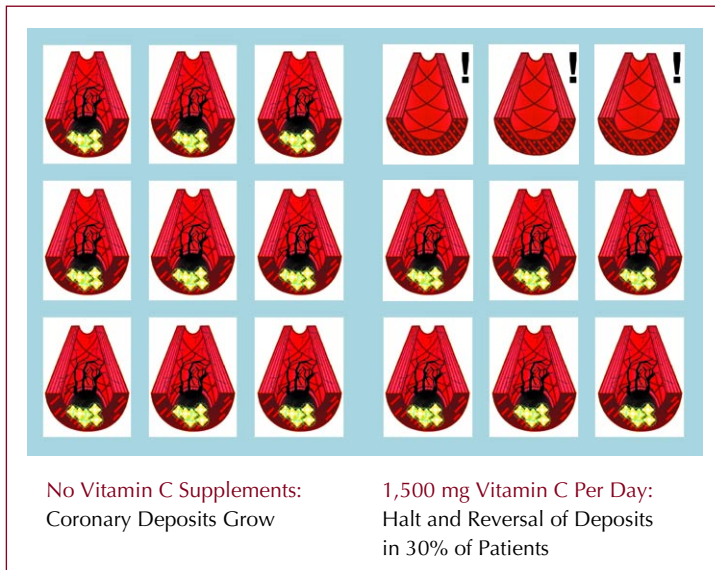 !
!
!
No Vitamin C Supplements:
Coronary Deposits Grow
1,500 mg Vitamin C Per Day:
Halt and Reversal of Deposits
in 30% of Patients